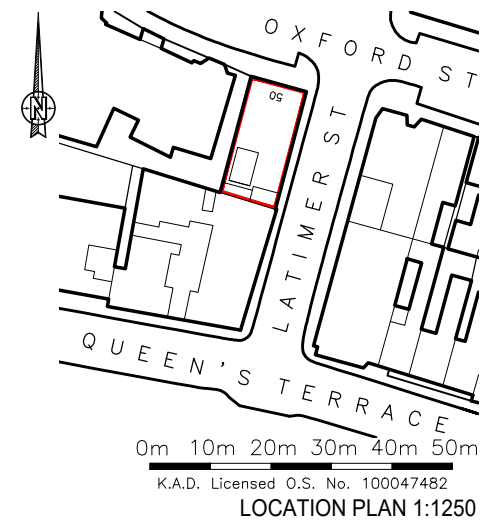 OXFORD ST
N
50
LATIMER ST
QUEEN'S TERRACE
0m 10m 20m 30m 40m 50m
K.A.D. Licensed O.S. No. 100047482
LOCATION PLAN 1:1250